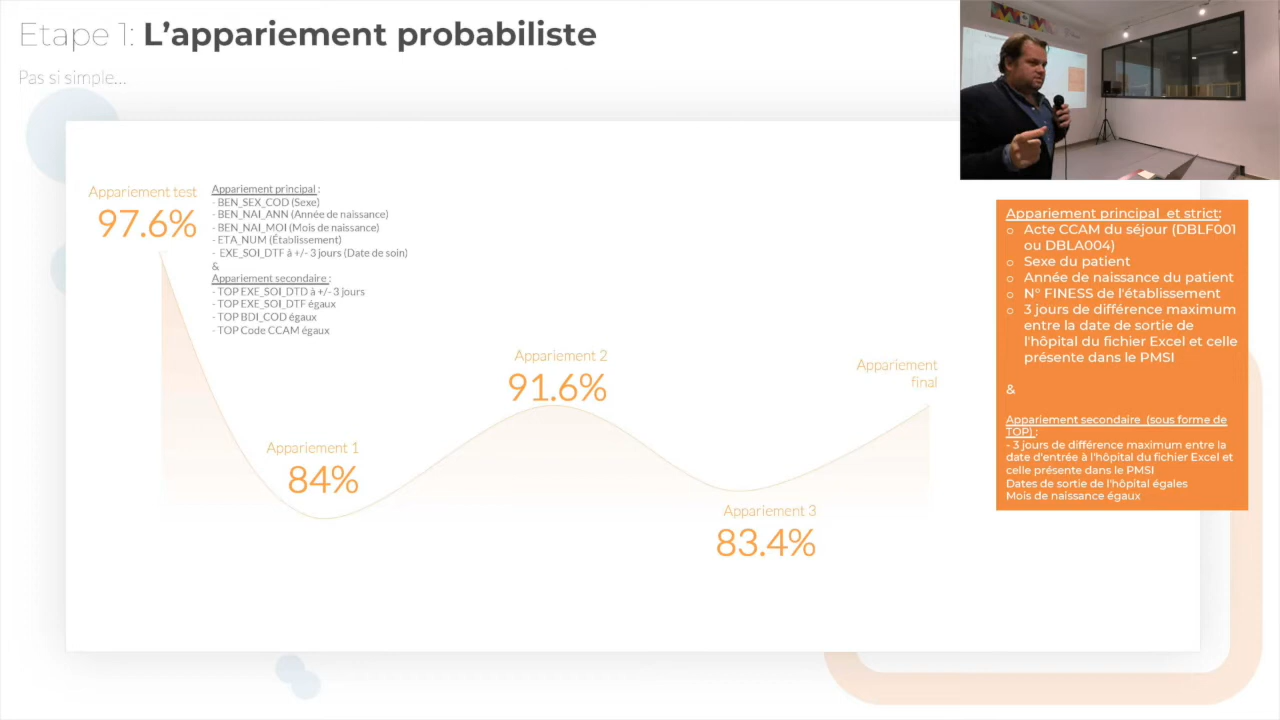 Etape 1: L'appariement probabiliste
Pas si simple...
Appariement test
97.6%
Appariement principal :
- BEN_SEX_COD (Sexe)
- BEN_NAI_ANN (Année de naissance)
- BEN_NAI_MOI (Mois de naissance)
- ETA_NUM (Établissement)
- EXE_SOI_DTF à +/- 3 jours (Date de soin)
&
Appariement secondaire :
- TOP EXE_SOI_DTD à +/- 3 jours
- TOP EXE_SOI_DTF égaux
- TOP BDI_COD égaux
- TOP Code CCAM égaux
Appariement 1
84%
Appariement 2
91.6%
Appariement 3
83.4%
Appariement
final
Appariement principal et strict:
o Acte CCAM du séjour (DBLF001
ou DBLA004)
o Sexe du patient
o Année de naissance du patient
o N° FINESS de l'établissement
o 3 jours de différence maximum
entre la date de sortie de
l'hôpital du fichier Excel et celle
présente dans le PMSI
&
Appariement secondaire (sous forme de
TOP) :
- 3 jours de différence maximum entre la
date d'entrée à l'hôpital du fichier Excel et
celle présente dans le PMSI
Dates de sortie de l'hôpital égales
Mois de naissance égaux